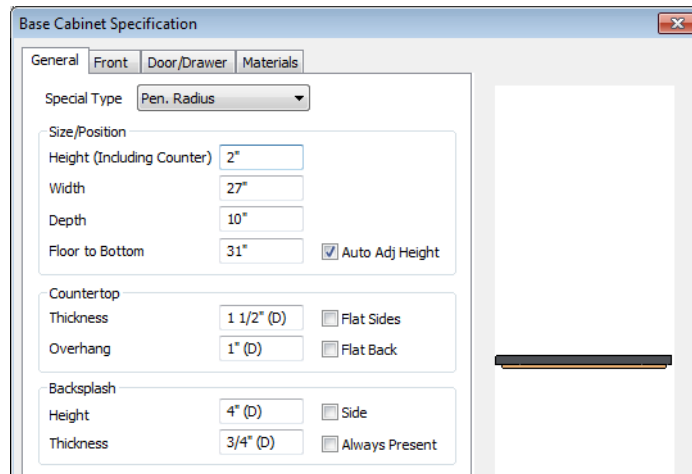 Base Cabinet Specification
General Front Door/Drawer Materials
Special Type Pen. Radius
Size/Position
Height (Including Counter) 2"
Width 27"
Depth 10"
Floor to Bottom 31" Auto Adj Height
Countertop
Thickness 1 1/2" (D) Flat Sides
Overhang 1" (D) Flat Back
Backsplash
Height 4" (D) Side
Thickness 3/4" (D) Always Present